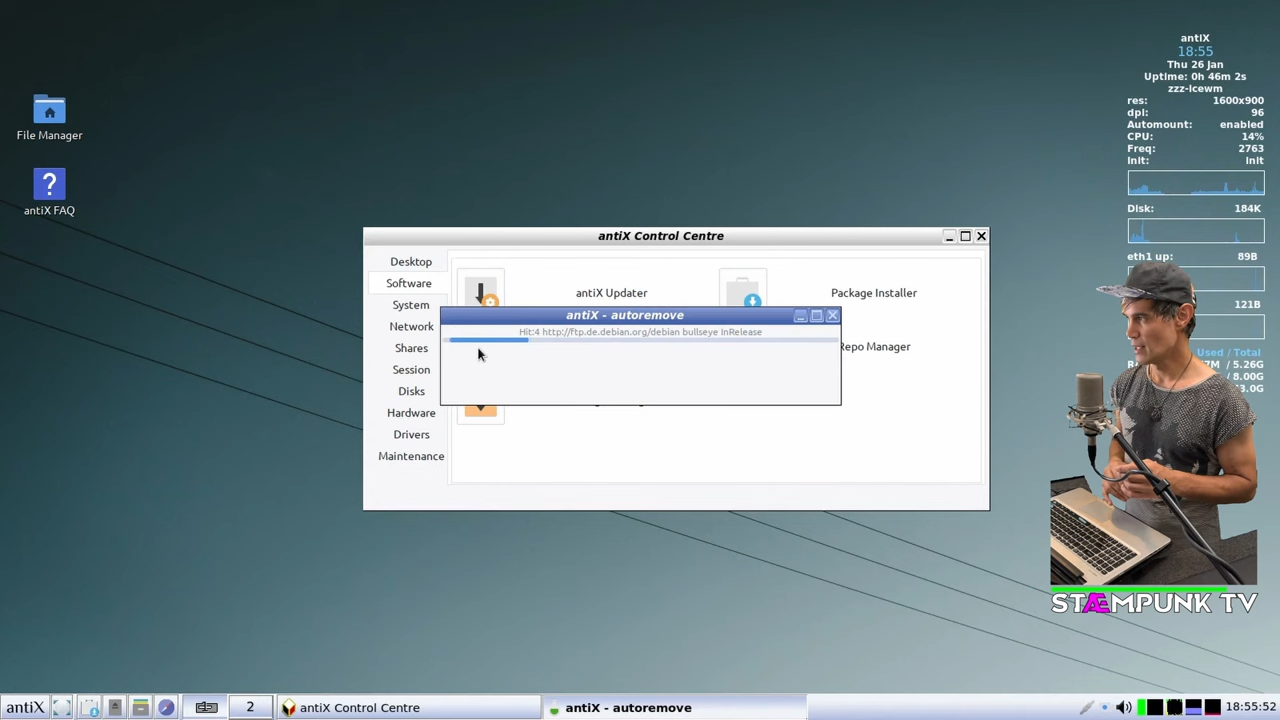 antiX
18:55
Thu 26 Jan
Uptime: 0h 46m 2s
zzz-icewm
res: 1600x900
dpi: 96
Automount: enabled
CPU: 14%
Freq: 2763
Init: init
Disk: 184K
eth1 up: 89B
121B
Used / Total
7M / 5.26G
/ 8.00G
3.0G
File Manager
?
antiX FAQ
antiX Control Centre
Desktop
Software
System
Network
Shares
Session
Disks
Hardware
Drivers
Maintenance
antiX Updater
Package Installer
Repo Manager
antiX - autoremove
Hit:4 http://ftp.de.debian.org/debian bullseye InRelease
STÆMPUNK TV
antiX
2
antiX Control Centre
antiX - autoremove
18:55:52